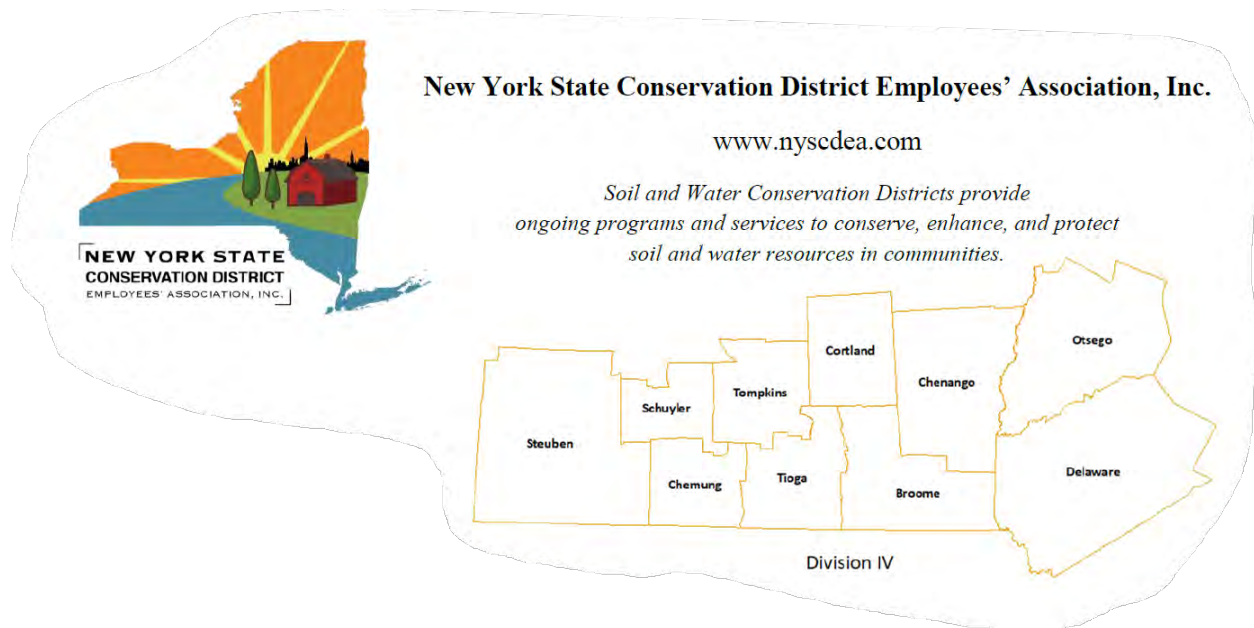 New York State Conservation District Employees' Association, Inc.
www.nyscdea.com
Soil and Water Conservation Districts provide
ongoing programs and services to conserve, enhance, and protect
soil and water resources in communities.
NEW YORK STATE
CONSERVATION DISTRICT
EMPLOYEES' ASSOCIATION, INC.
Otsego
Cortland
Chenango
Tompkins
Schuyler
Steuben
Delaware
Tioga
Chemung
Broome
Division IV